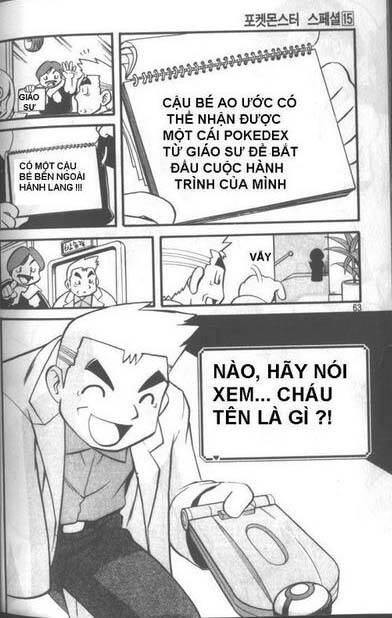 포켓몬스터 스페셜 15
GIÁO
SƯ
CẬU BÉ AO ƯỚC CÓ
THỂ NHẬN ĐƯỢC
MỘT CÁI POKEDEX
TỪ GIÁO SƯ ĐỂ BẮT
ĐẦU CUỘC HÀNH
TRÌNH CỦA MÌNH
CÓ MỘT CẬU
BÉ BÊN NGOÀI
HÀNH LANG !!!
VẪY
63
NÀO, HÃY NÓI
XEM... CHÁU
TÊN LÀ GÌ ?!